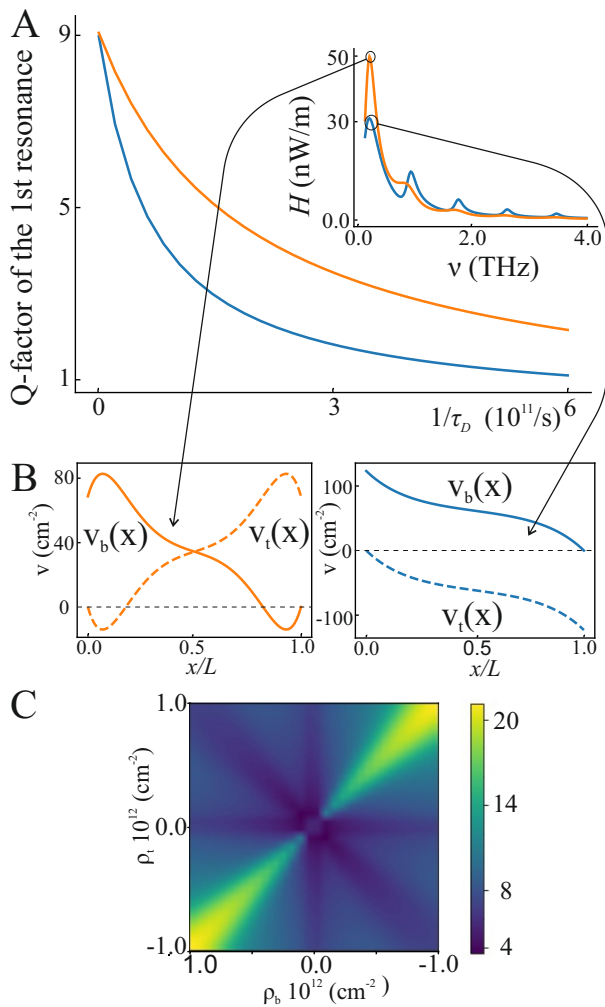 A
Q-factor of the 1st resonance
9
5
1
0
3
6
1/τ_D (10^11/s)
H (nW/m)
50
30
0.0
0.0
2.0
4.0
ν (THz)
B
v (cm^-2)
80
40
0
v_b(x)
v_t(x)
0.0
0.5
1.0
x/L
v
100
0
-100
v_b(x)
v_t(x)
0.0
0.5
1.0
x/L
C
ρ_t 10^12 (cm^-2)
1.0
0.0
-1.0
1.0
0.0
-1.0
ρ_b 10^12 (cm^-2)
20
14
8
4